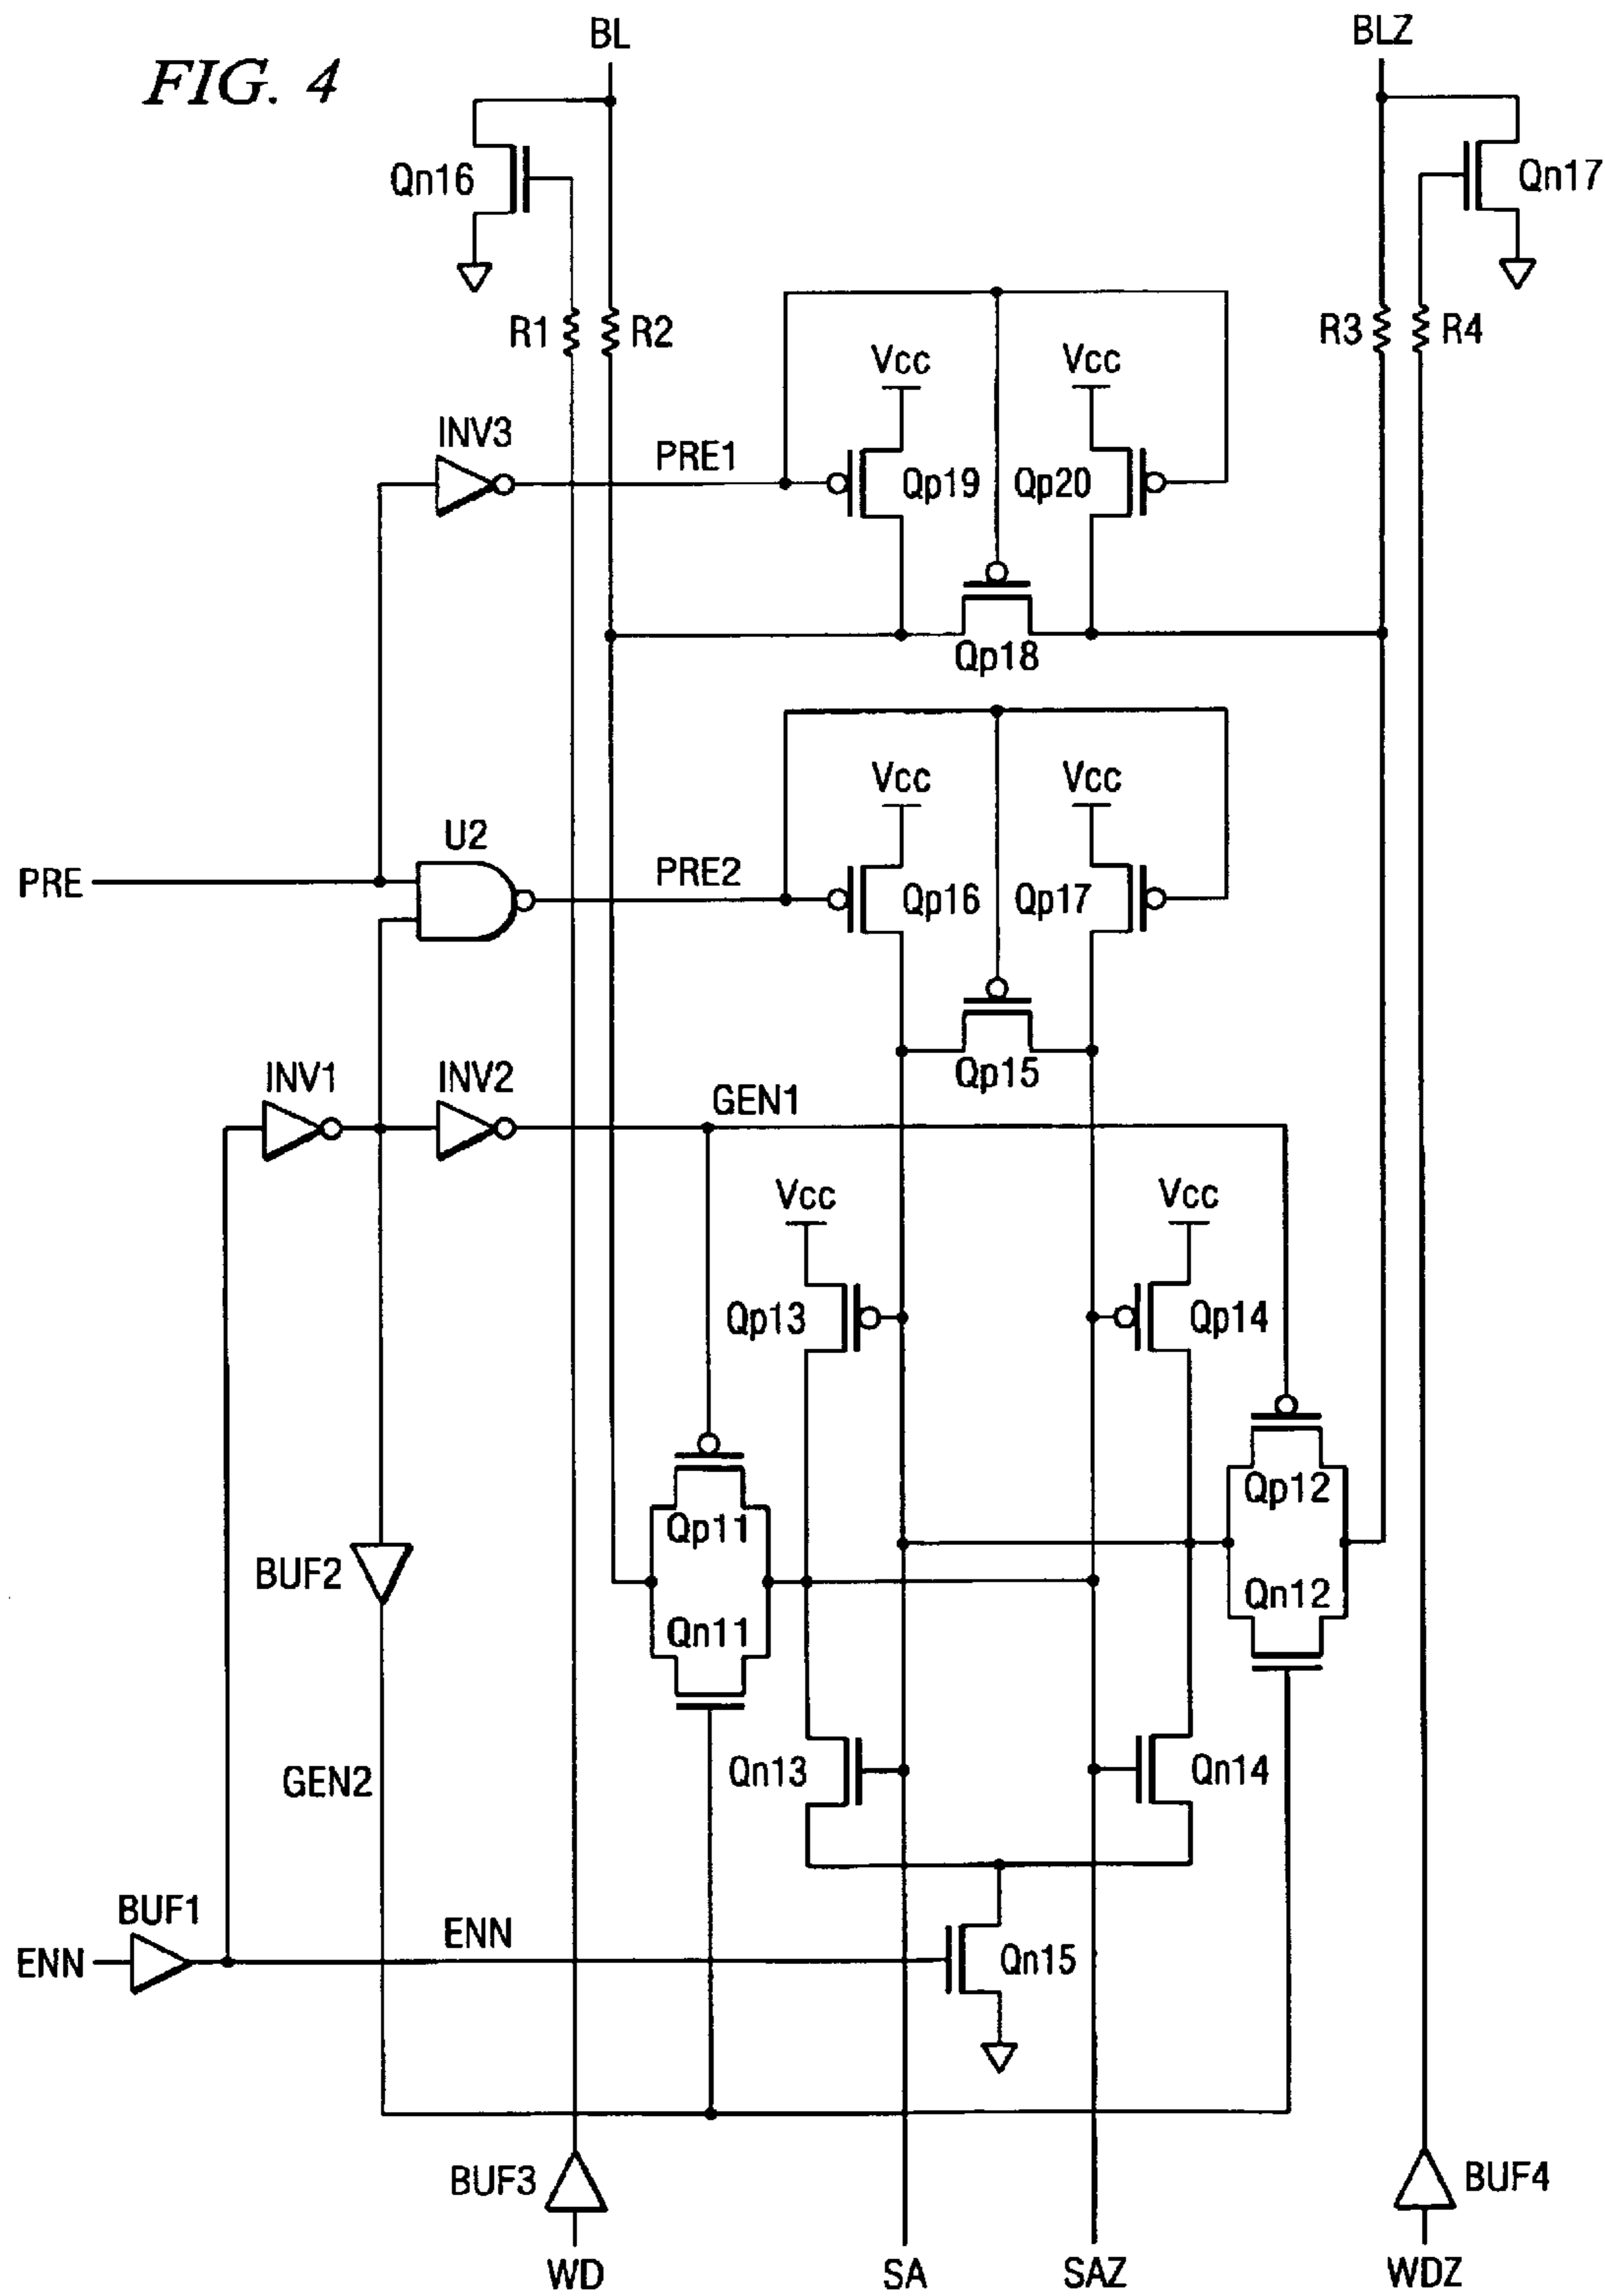 BL
BLZ
FIG. 4
Qn16
Qn17
R1
R2
R3
R4
Vcc
Vcc
INV3
PRE1
Qp19
Qp20
Qp18
Vcc
Vcc
U2
PRE
PRE2
Qp16
Qp17
Qp15
INV1
INV2
GEN1
Vcc
Vcc
Qp13
Qp14
Qp12
Qp11
BUF2
Qn12
Qn11
Qn13
Qn14
GEN2
BUF1
ENN
ENN
Qn15
BUF3
BUF4
WD
SA
SAZ
WDZ